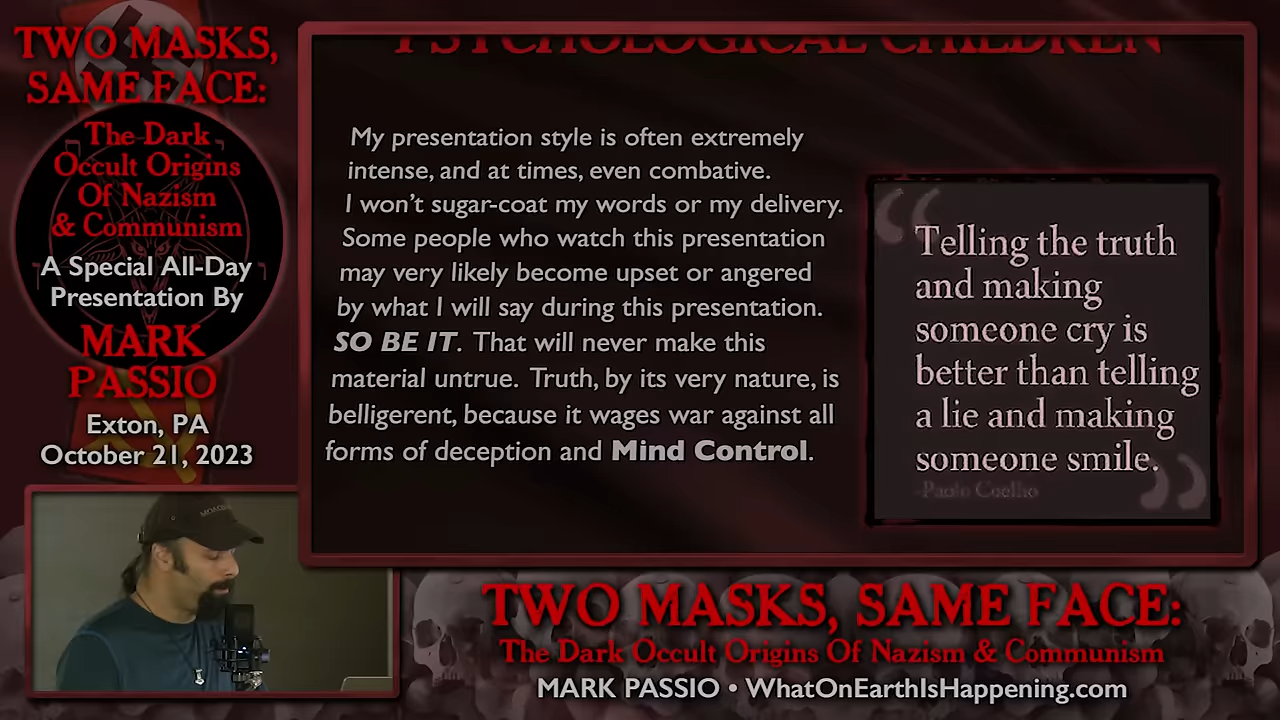 TWO MASKS,
SAME FACE:
The Dark
Occult Origins
Of Nazism
& Communism
A Special All-Day
Presentation By
MARK
PASSIO
Exton, PA
October 21, 2023
PSYCHOLOGICAL CHILDREN
My presentation style is often extremely
intense, and at times, even combative.
I won't sugar-coat my words or my delivery.
Some people who watch this presentation
may very likely become upset or angered
by what I will say during this presentation.
SO BE IT. That will never make this
material untrue. Truth, by its very nature, is
belligerent, because it wages war against all
forms of deception and Mind Control.
“
Telling the truth
and making
someone cry is
better than telling
a lie and making
someone smile.
-Paolo Coelho
”
TWO MASKS, SAME FACE:
The Dark Occult Origins Of Nazism & Communism
MARK PASSIO • WhatOnEarthIsHappening.com